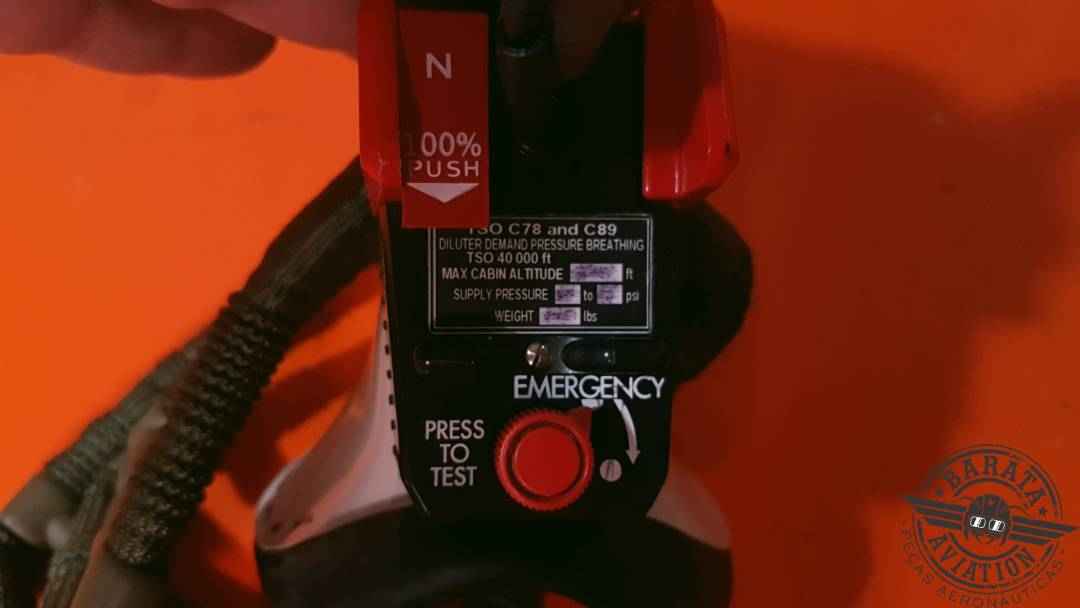 N
100%
PUSH
TSO C78 and C89
DILUTER DEMAND PRESSURE BREATHING
TSO 40 000 ft
MAX CABIN ALTITUDE ft
SUPPLY PRESSURE to psi
WEIGHT lbs
EMERGENCY
PRESS
TO
TEST
BARATA
AVIATION
PEÇAS AERONÁUTICAS